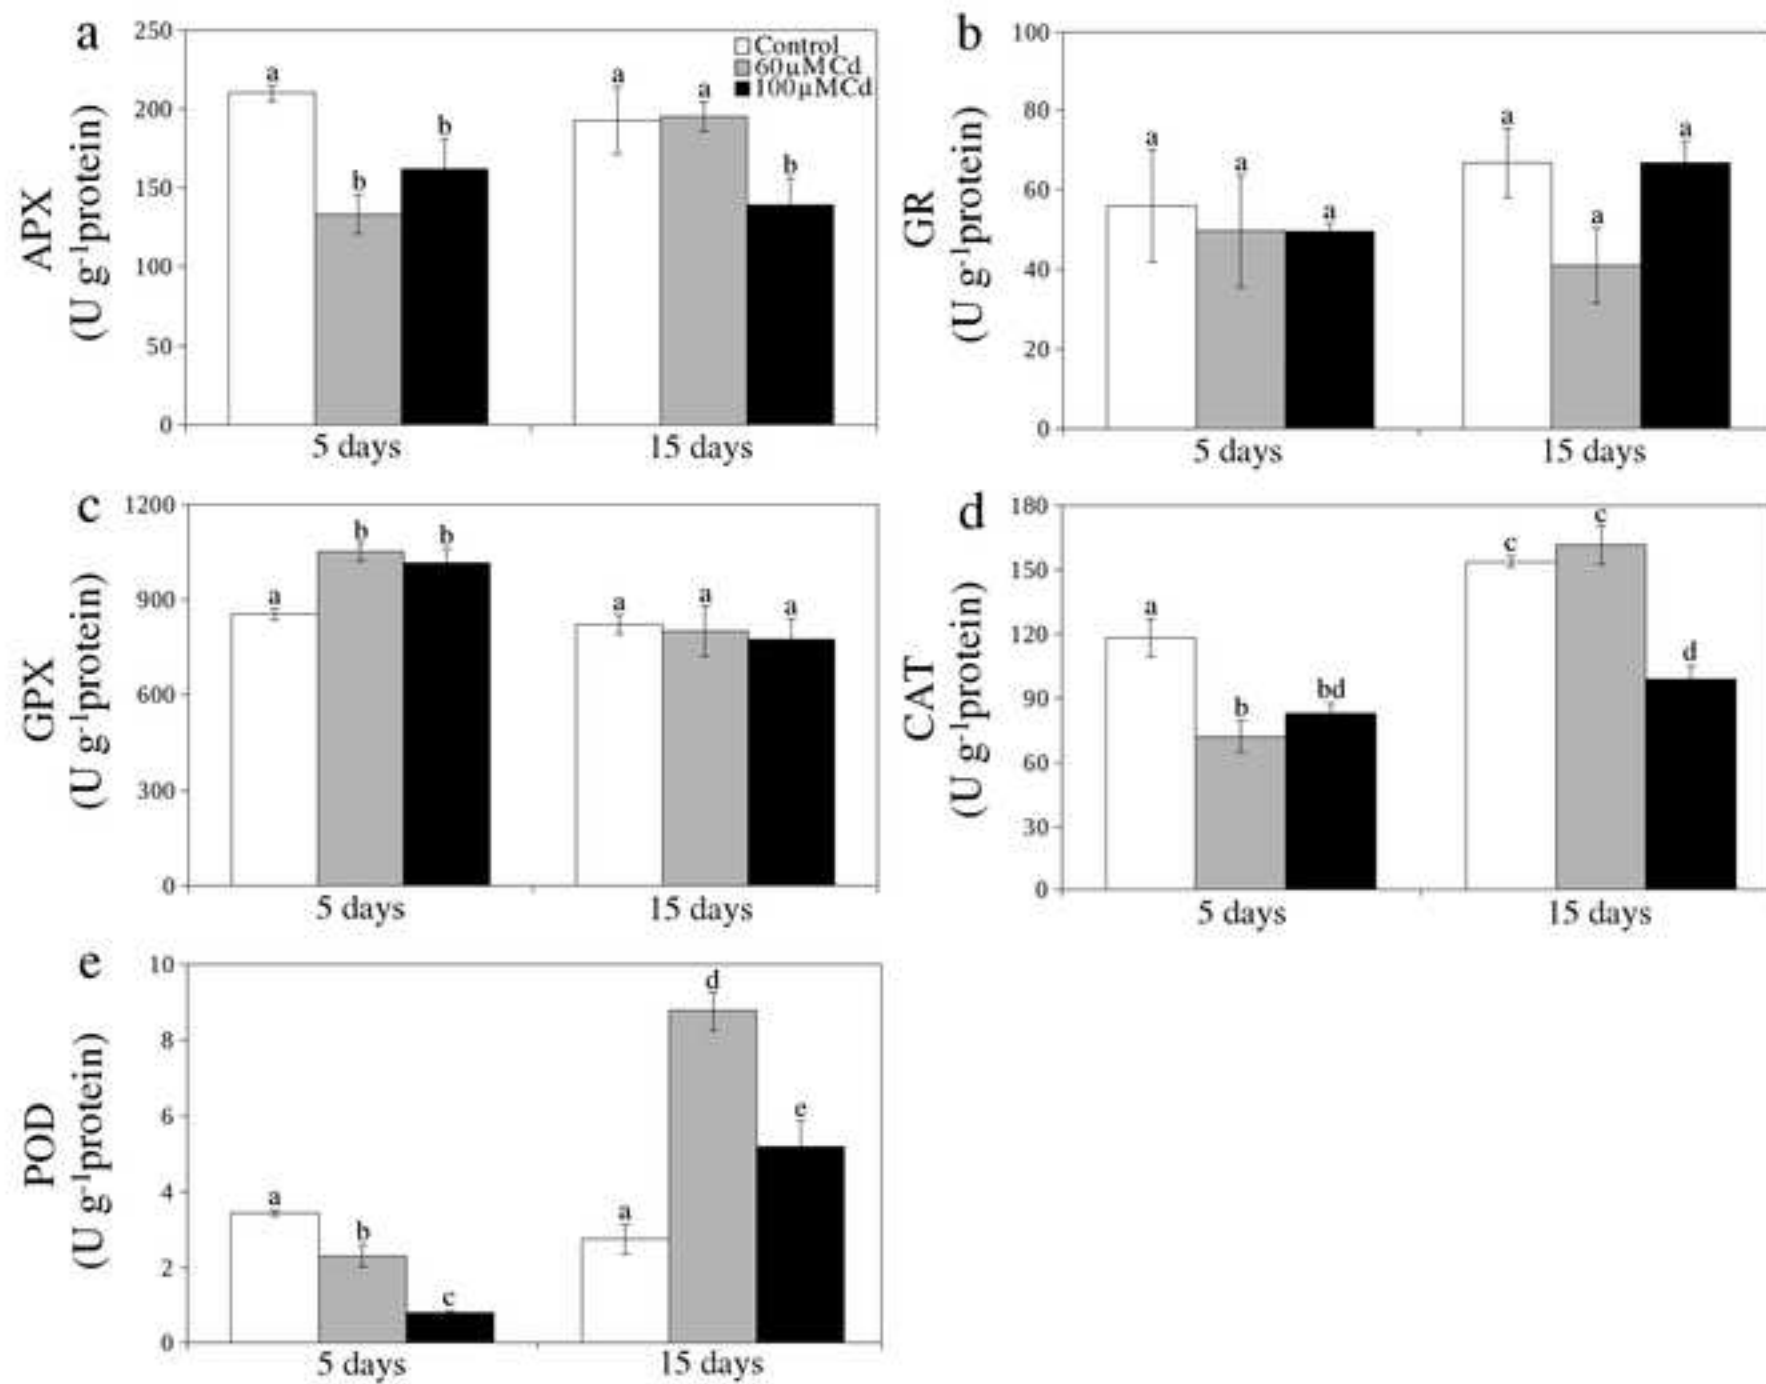 a
APX
(U g⁻¹protein)
250
200
150
100
50
0
Control
60μMCd
100μMCd
a
b
b
a
a
b
5 days
15 days
b
GR
(U g⁻¹protein)
100
80
60
40
20
0
a
a
a
a
a
a
5 days
15 days
c
GPX
(U g⁻¹protein)
1200
900
600
300
0
a
b
b
a
a
a
5 days
15 days
d
CAT
(U g⁻¹protein)
180
150
120
90
60
30
0
a
b
bd
c
c
d
5 days
15 days
e
POD
(U g⁻¹protein)
10
8
6
4
2
0
a
b
c
a
d
e
5 days
15 days